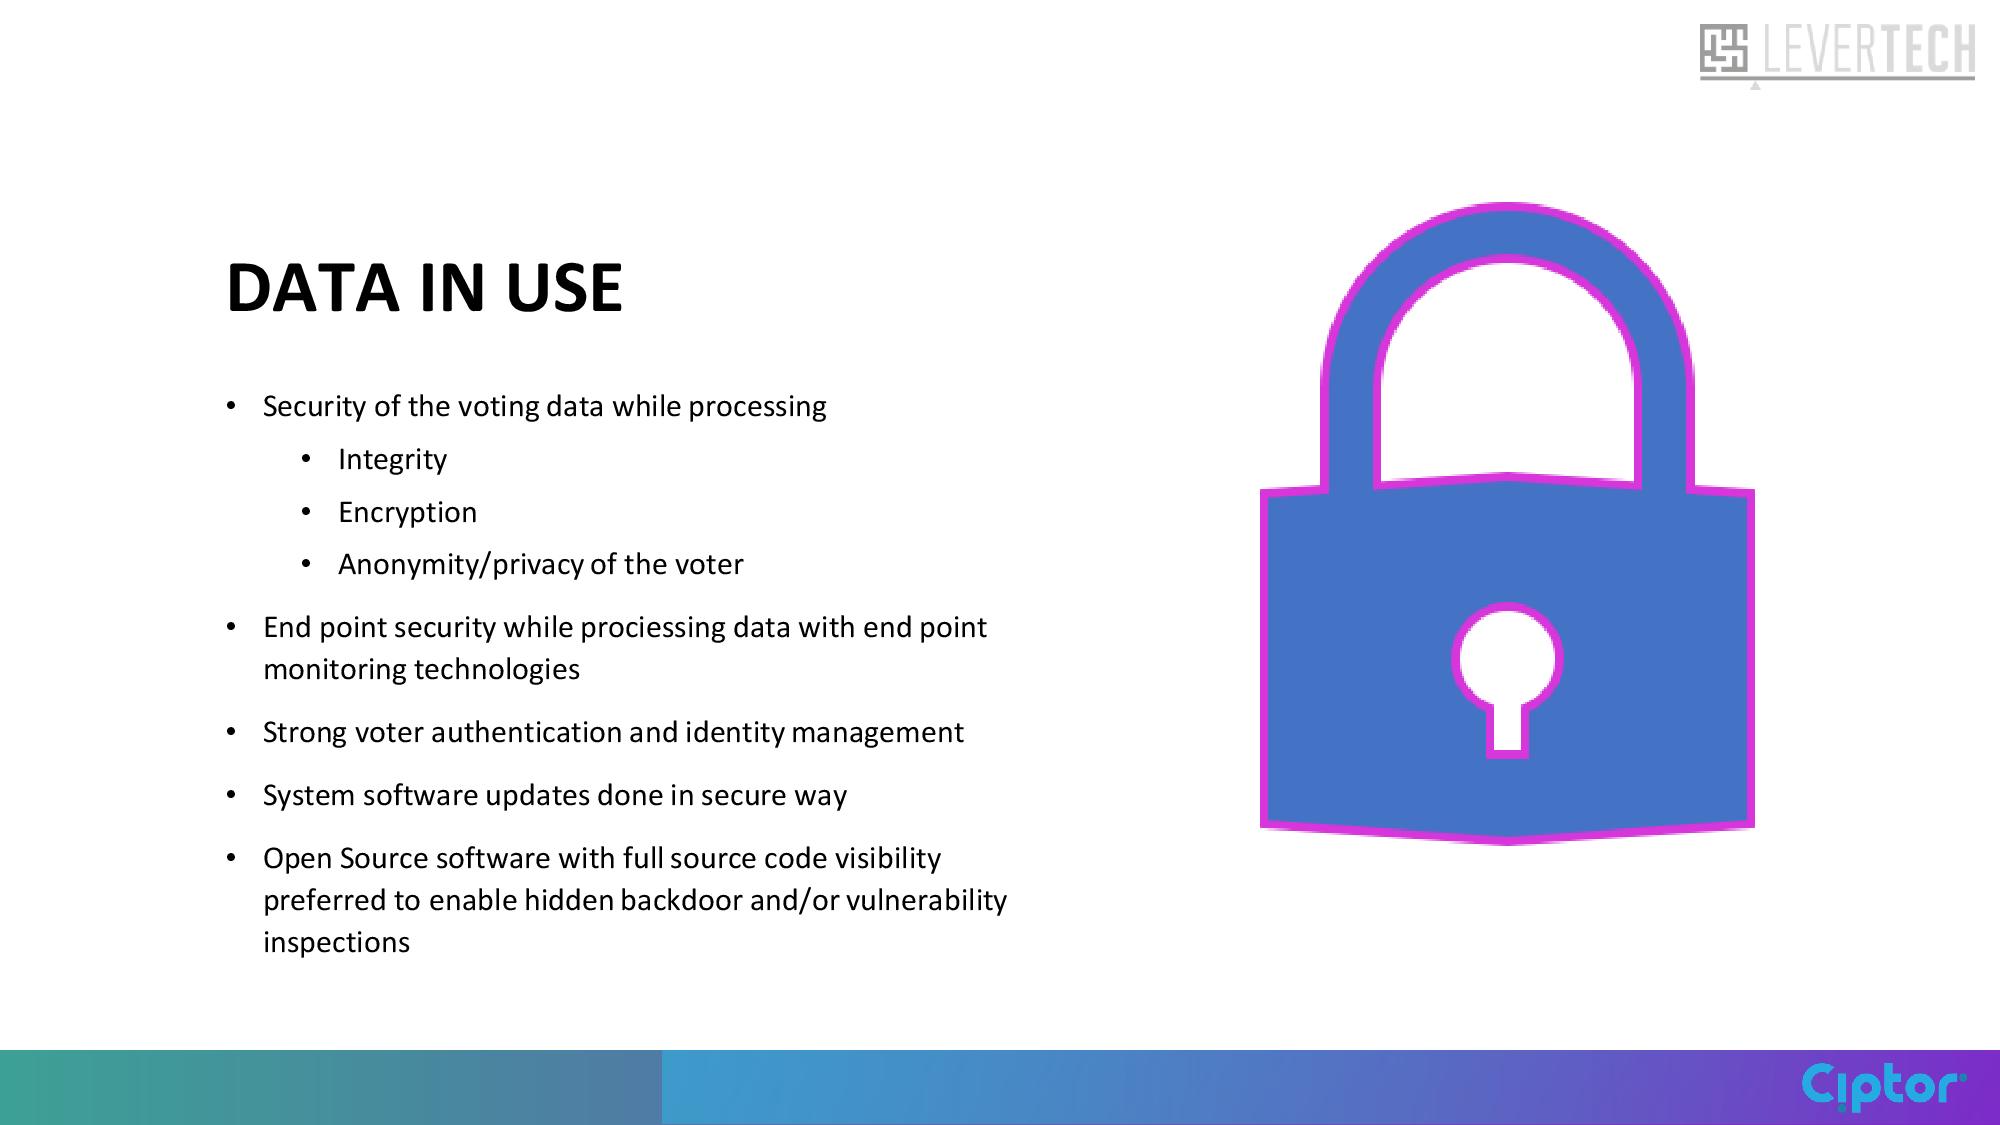 LEVERTECH
DATA IN USE
• Security of the voting data while processing
• Integrity
• Encryption
• Anonymity/privacy of the voter
• End point security while prociessing data with end point
monitoring technologies
• Strong voter authentication and identity management
• System software updates done in secure way
• Open Source software with full source code visibility
preferred to enable hidden backdoor and/or vulnerability
inspections
Ciptor